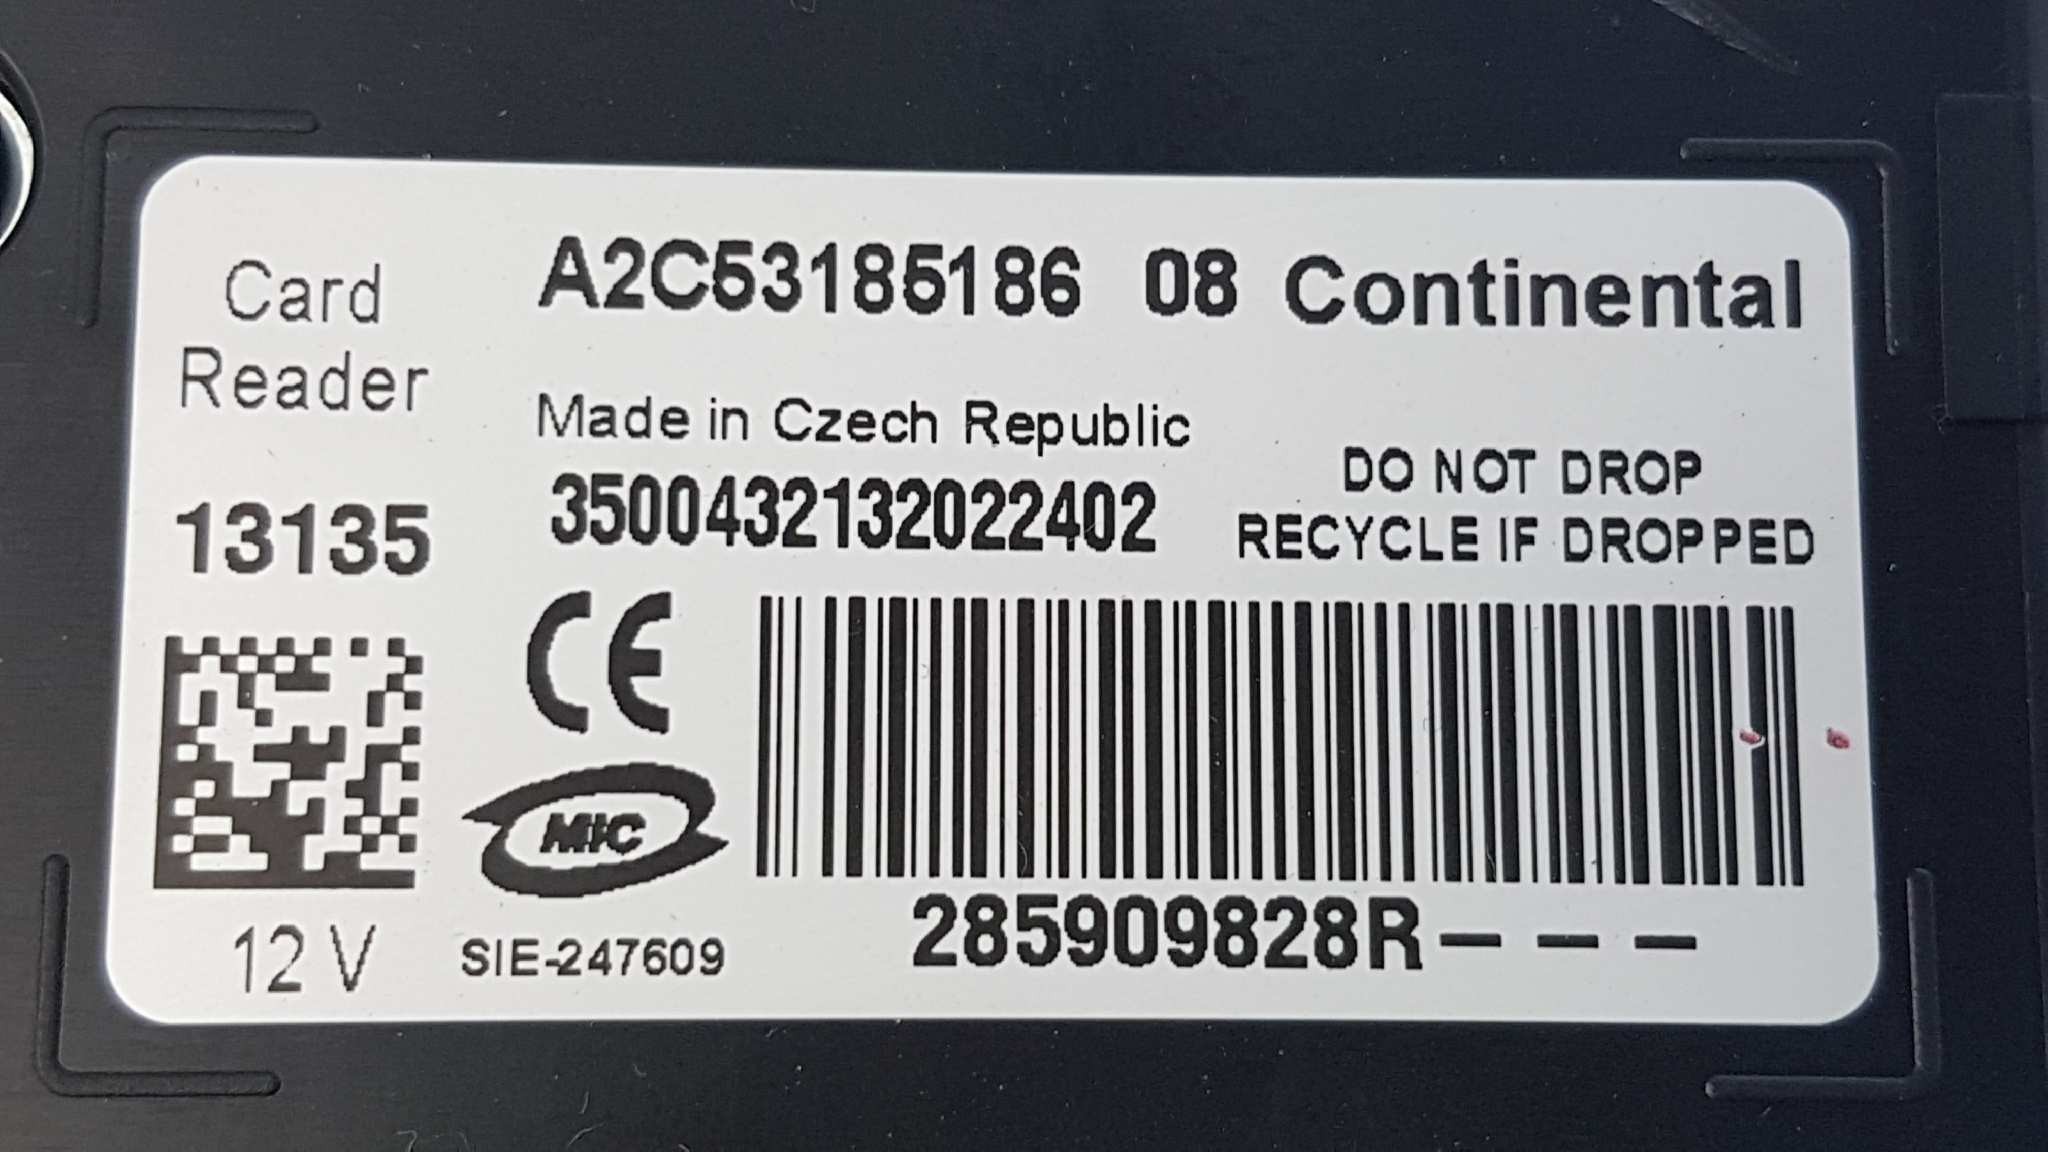 Card
Reader
A2C53185186 08 Continental
Made in Czech Republic
3500432132022402
DO NOT DROP
RECYCLE IF DROPPED
13135
CE
MIC
12 V
SIE-247609
285909828R---